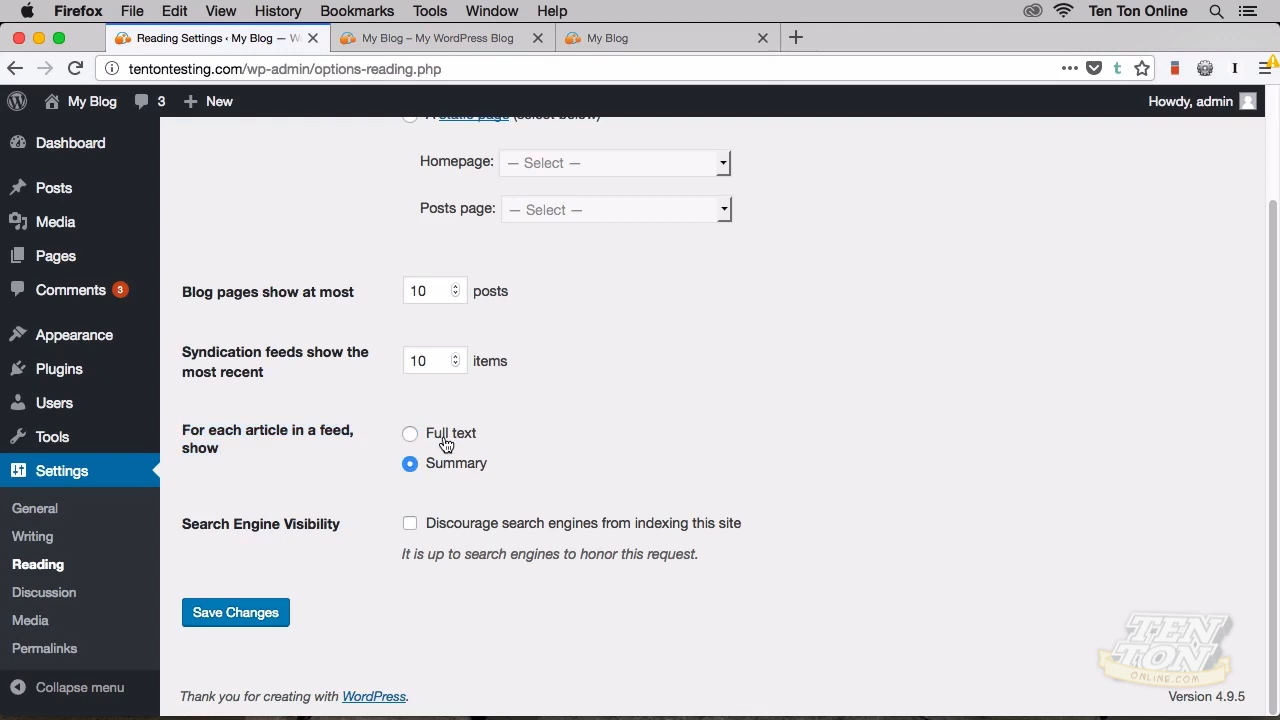 Firefox File Edit View History Bookmarks Tools Window Help Ten Ton Online
Reading Settings ‹ My Blog — W
My Blog – My WordPress Blog
My Blog
tentontesting.com/wp-admin/options-reading.php
My Blog 3 New Howdy, admin
Dashboard
Posts
Media
Pages
Comments 3
Appearance
Plugins
Users
Tools
Settings
General
Writing
Reading
Discussion
Media
Permalinks
Collapse menu
A static page (select below)
Homepage: — Select —
Posts page: — Select —
Blog pages show at most 10 posts
Syndication feeds show the
most recent
10 items
For each article in a feed,
show
Full text
Summary
Search Engine Visibility
Discourage search engines from indexing this site
It is up to search engines to honor this request.
Save Changes
TEN
TON
ONLINE.COM
Thank you for creating with WordPress.
Version 4.9.5